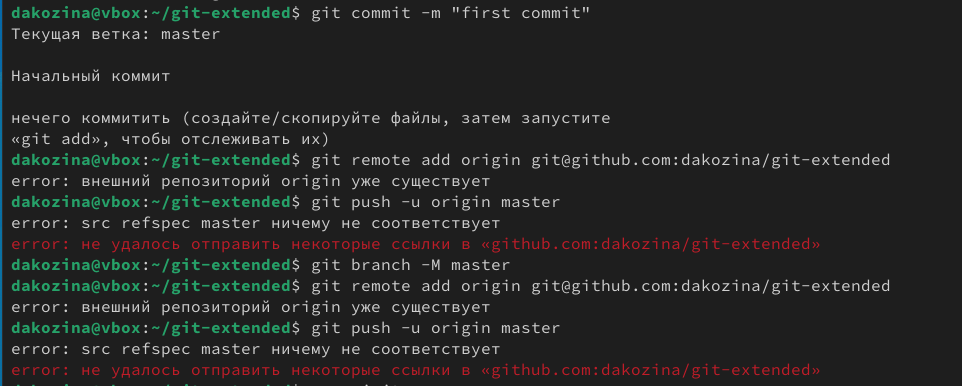 dakozina@vbox:~/git-extended$ git commit -m "first commit"
Текущая ветка: master
Начальный коммит
нечего коммитить (создайте/скопируйте файлы, затем запустите
«git add», чтобы отслеживать их)
dakozina@vbox:~/git-extended$ git remote add origin git@github.com:dakozina/git-extended
error: внешний репозиторий origin уже существует
dakozina@vbox:~/git-extended$ git push -u origin master
error: src refspec master ничему не соответствует
error: не удалось отправить некоторые ссылки в «github.com:dakozina/git-extended»
dakozina@vbox:~/git-extended$ git branch -M master
dakozina@vbox:~/git-extended$ git remote add origin git@github.com:dakozina/git-extended
error: внешний репозиторий origin уже существует
dakozina@vbox:~/git-extended$ git push -u origin master
error: src refspec master ничему не соответствует
error: не удалось отправить некоторые ссылки в «github.com:dakozina/git-extended»